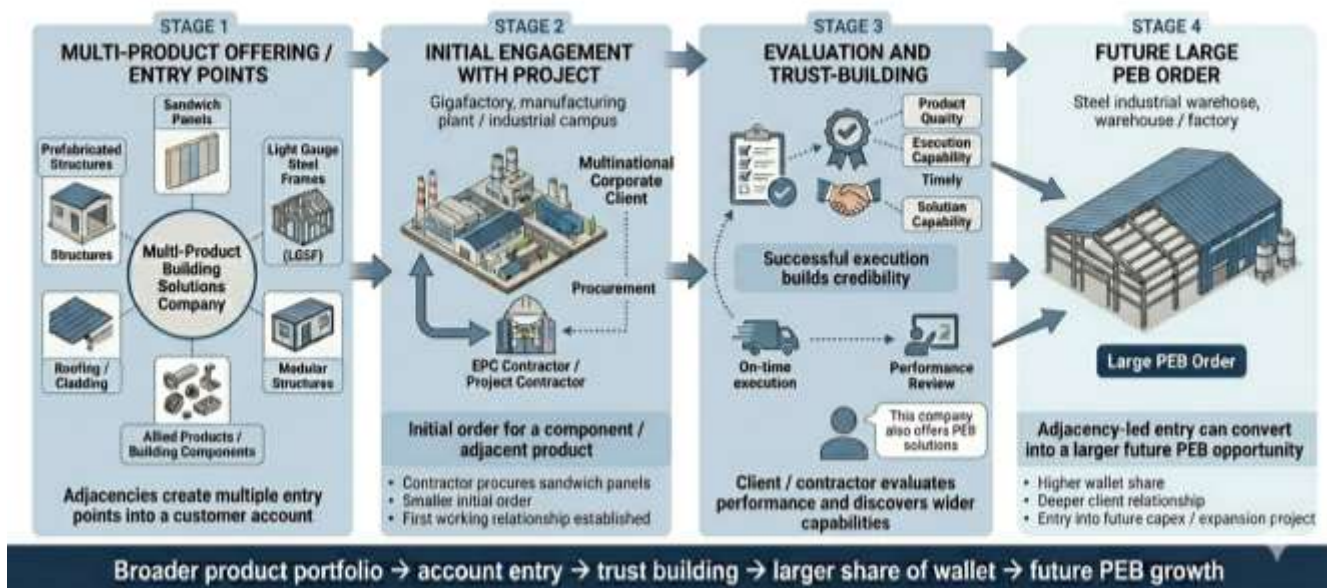 STAGE 1
MULTI-PRODUCT OFFERING /
ENTRY POINTS
Sandwich
Panels
Prefabricated
Structures
Light Gauge
Steel
Frames
Structures
(LGSF)
Multi-Product
Building
Solutions
Company
Roofing /
Cladding
Modular
Structures
Allied Products /
Building Components
Adjacencies create multiple entry
points into a customer account
STAGE 2
INITIAL ENGAGEMENT
WITH PROJECT
Gigafactory, manufacturing
plant / industrial campus
Multinational
Corporate
Client
Procurement
EPC Contractor /
Project Contractor
Initial order for a component /
adjacent product
• Contractor procures sandwich panels
• Smaller initial order
• First working relationship established
STAGE 3
EVALUATION AND
TRUST-BUILDING
Product
Quality
Esecution
Capability
Timely
Solution
Capability
Successful execution
builds credibility
On-time
execution
Performance
Review
This company
also offers PEB
solutions
Client / contractor evaluates
performance and discovers wider
capabilities
STAGE 4
FUTURE LARGE
PEB ORDER
Steel industrial warehose,
warehouse / factory
Large PEB Order
Adjacency-led entry can convert
into a larger future PEB opportunity
• Higher wallet share
• Deeper client relationship
• Entry into future capex / expansion project
Broader product portfolio → account entry → trust building → larger share of wallet → future PEB growth